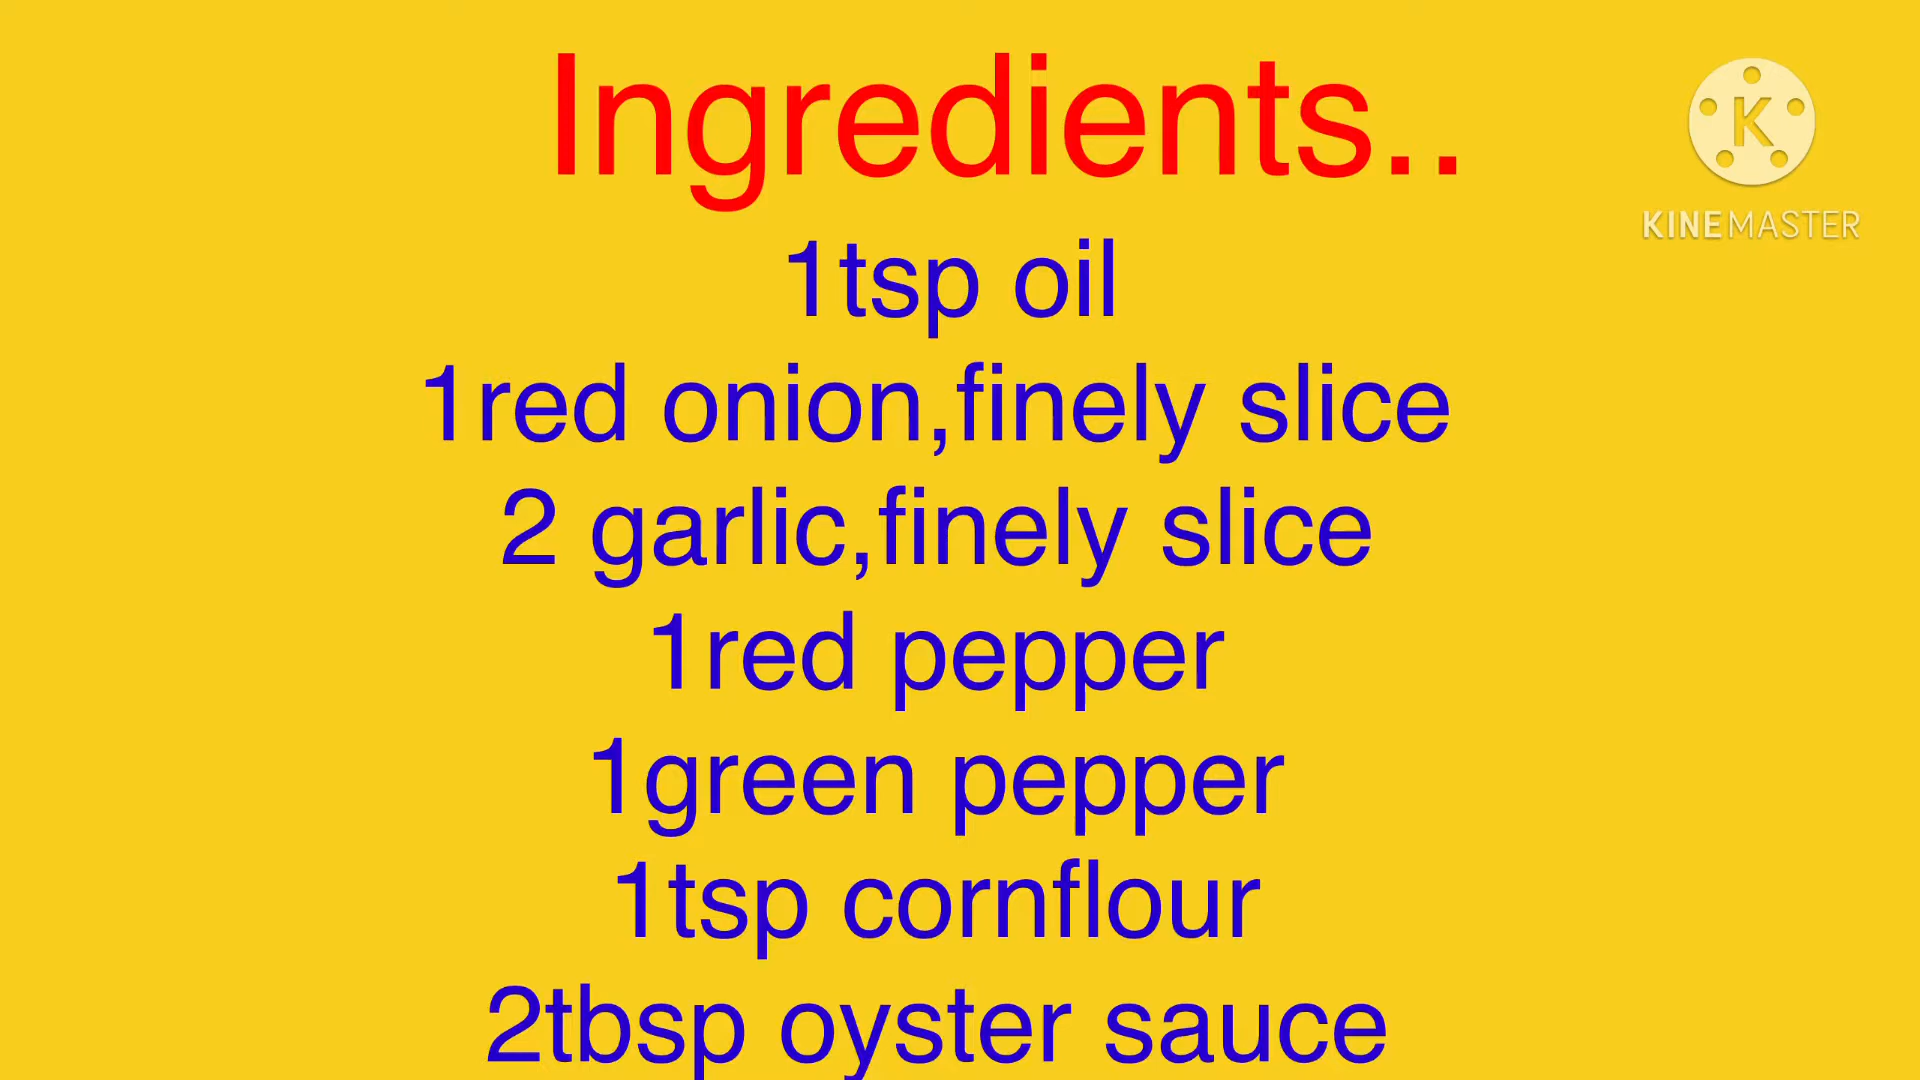 Ingredients..
K
KINEMASTER
1tsp oil
1red onion,finely slice
2 garlic,finely slice
1red pepper
1green pepper
1tsp cornflour
2tbsp oyster sauce